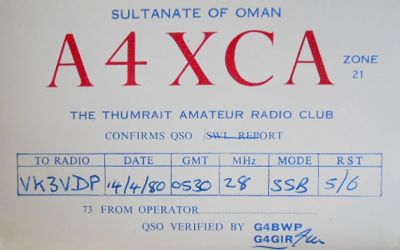 SULTANATE OF OMAN
A4XCA
ZONE
21
THE THUMRAIT AMATEUR RADIO CLUB
CONFIRMS QSO / SWL REPORT
TO RADIO DATE GMT MHz MODE RST
VK3VDP 14/4/80 0530 28 SSB 5/6
73 FROM OPERATOR
QSO VERIFIED BY G4BWP
G4GIR